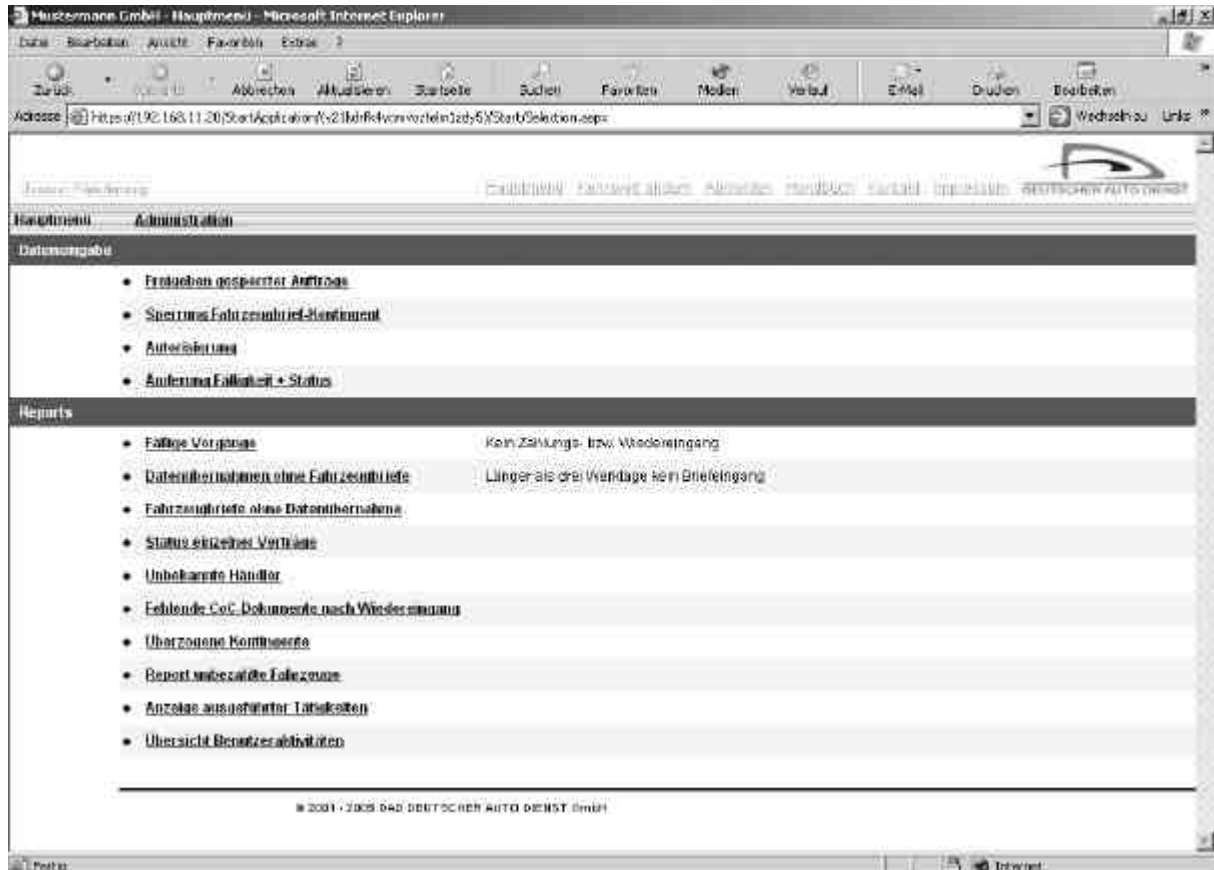 Mustermann GmbH - Hauptmenü - Microsoft Internet Explorer
Datei Bearbeiten Ansicht Favoriten Extras ?
Zurück Abbrechen Aktualisieren Startseite Suchen Favoriten Medien Verlauf E-Mail Drucken Bearbeiten
Adresse Wechseln zu Links »
Hauptmenü Kennwort ändern Abmelden Handbuch Kontakt Impressum DEUTSCHER AUTO DIENST
Hauptmenü Administration
Dateneingabe
Freigeben gesperrter Aufträge
Sperrung Fahrzeugbrief-Kontingent
Autorisierung
Änderung Fälligkeit + Status
Reports
Fällige Vorgänge Kein Zahlungs- bzw. Wiedereingang
Datenübernahmen ohne Fahrzeugbriefe Länger als drei Werktage kein Briefeingang
Fahrzeugbriefe ohne Datenübernahme
Status einzelner Verträge
Unbekannte Händler
Fehlende CoC-Dokumente nach Wiedereingang
Überzogene Kontingente
Report unbezahlte Fahrzeuge
Anzeige ausgeführter Tätigkeiten
Übersicht Benutzeraktivitäten
© 2001 - 2005 DAD DEUTSCHER AUTO DIENST GmbH
Fertig Internet